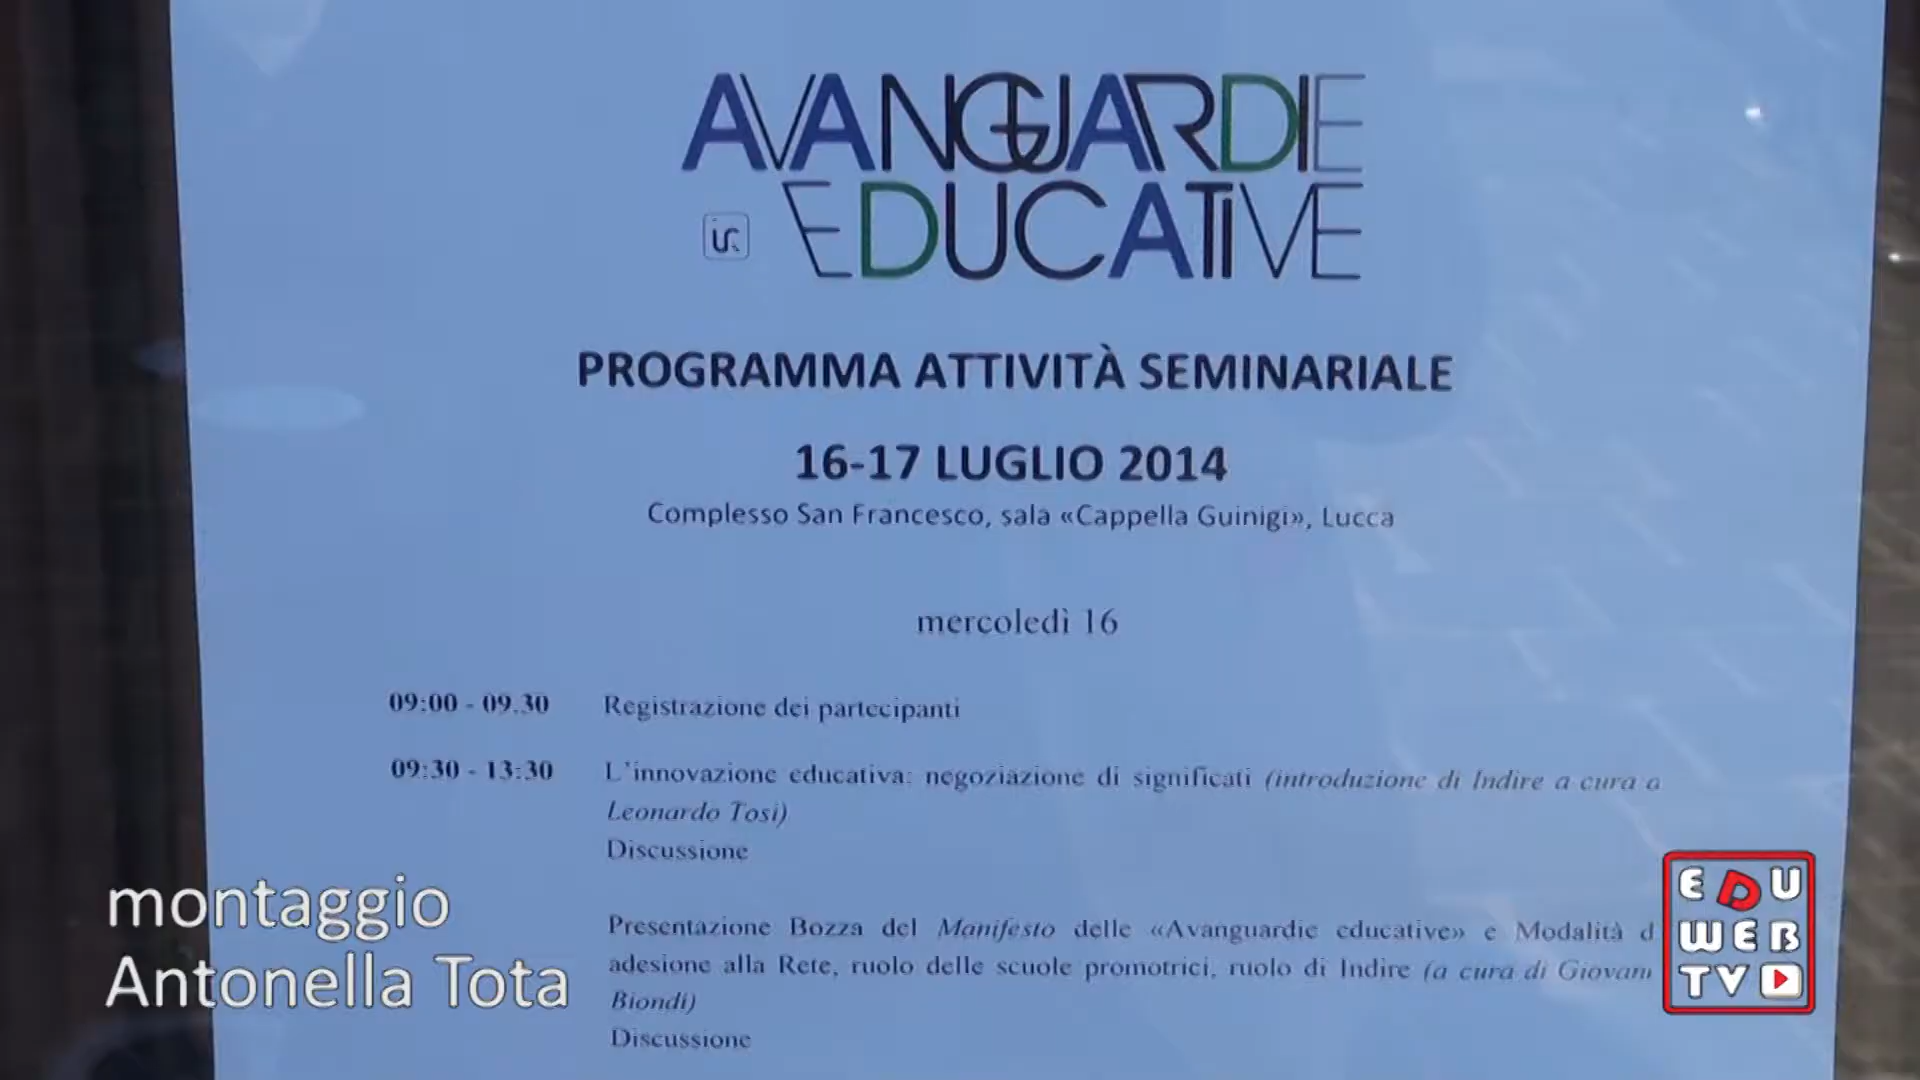 AVANGUARDIE
EDUCATIVE
PROGRAMMA ATTIVITÀ SEMINARIALE
16-17 LUGLIO 2014
Complesso San Francesco, sala «Cappella Guinigi», Lucca
mercoledì 16
09:00 - 09.30 Registrazione dei partecipanti
09:30 - 13:30 L'innovazione educativa: negoziazione di significati (introduzione di Indire a cura
Leonardo Tosi)
Discussione
Presentazione Bozza del Manifesto delle «Avanguardie educative» e Modalità d
adesione alla Rete, ruolo delle scuole promotrici, ruolo di Indire (a cura di Giovann
Biondi)
Discussione
montaggio
Antonella Tota
EDU
WEB
TV